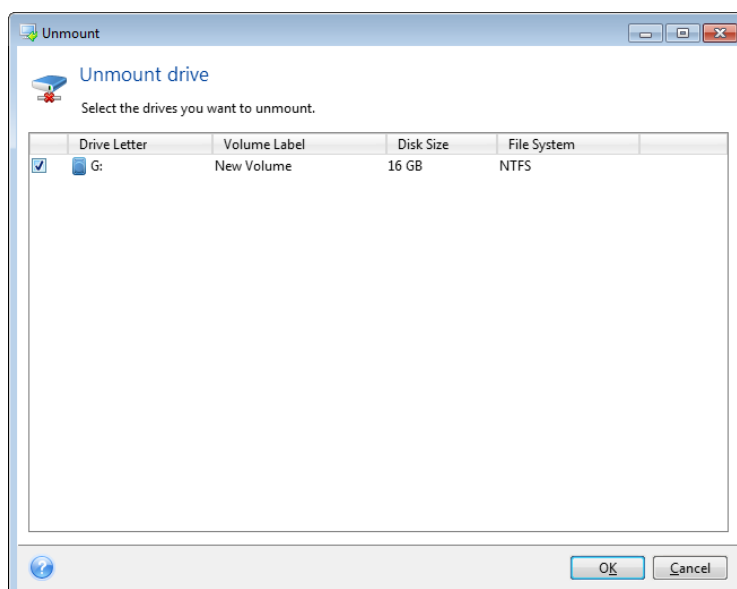 Unmount
Unmount drive
Select the drives you want to unmount.
Drive Letter Volume Label Disk Size File System
G: New Volume 16 GB NTFS
? OK Cancel